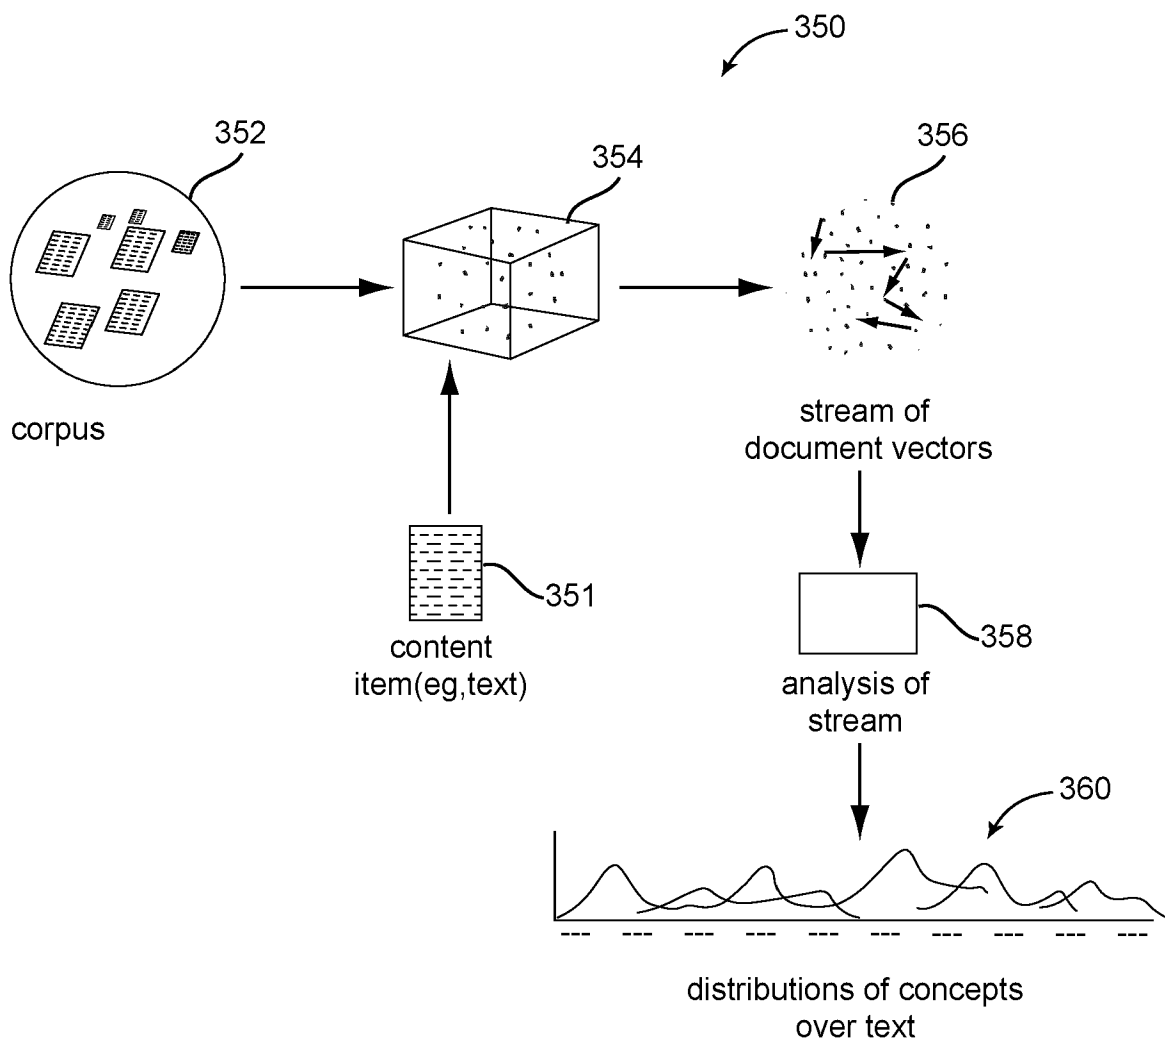 350
352
354
356
corpus
stream of
document vectors
351
content
item(eg,text)
358
analysis of
stream
360
--- --- --- --- --- --- --- --- --- ---
distributions of concepts
over text